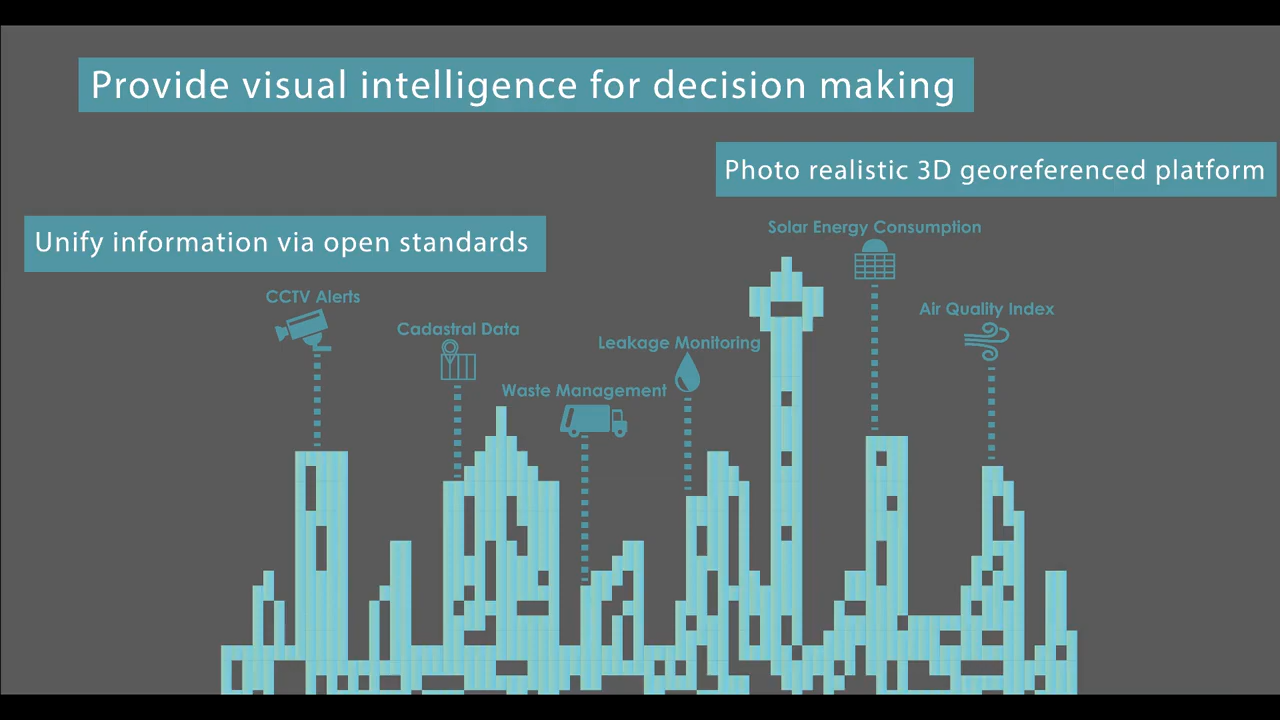 Provide visual intelligence for decision making
Photo realistic 3D georeferenced platform
Unify information via open standards
Solar Energy Consumption
CCTV Alerts
Air Quality Index
Cadastral Data
Leakage Monitoring
Waste Management